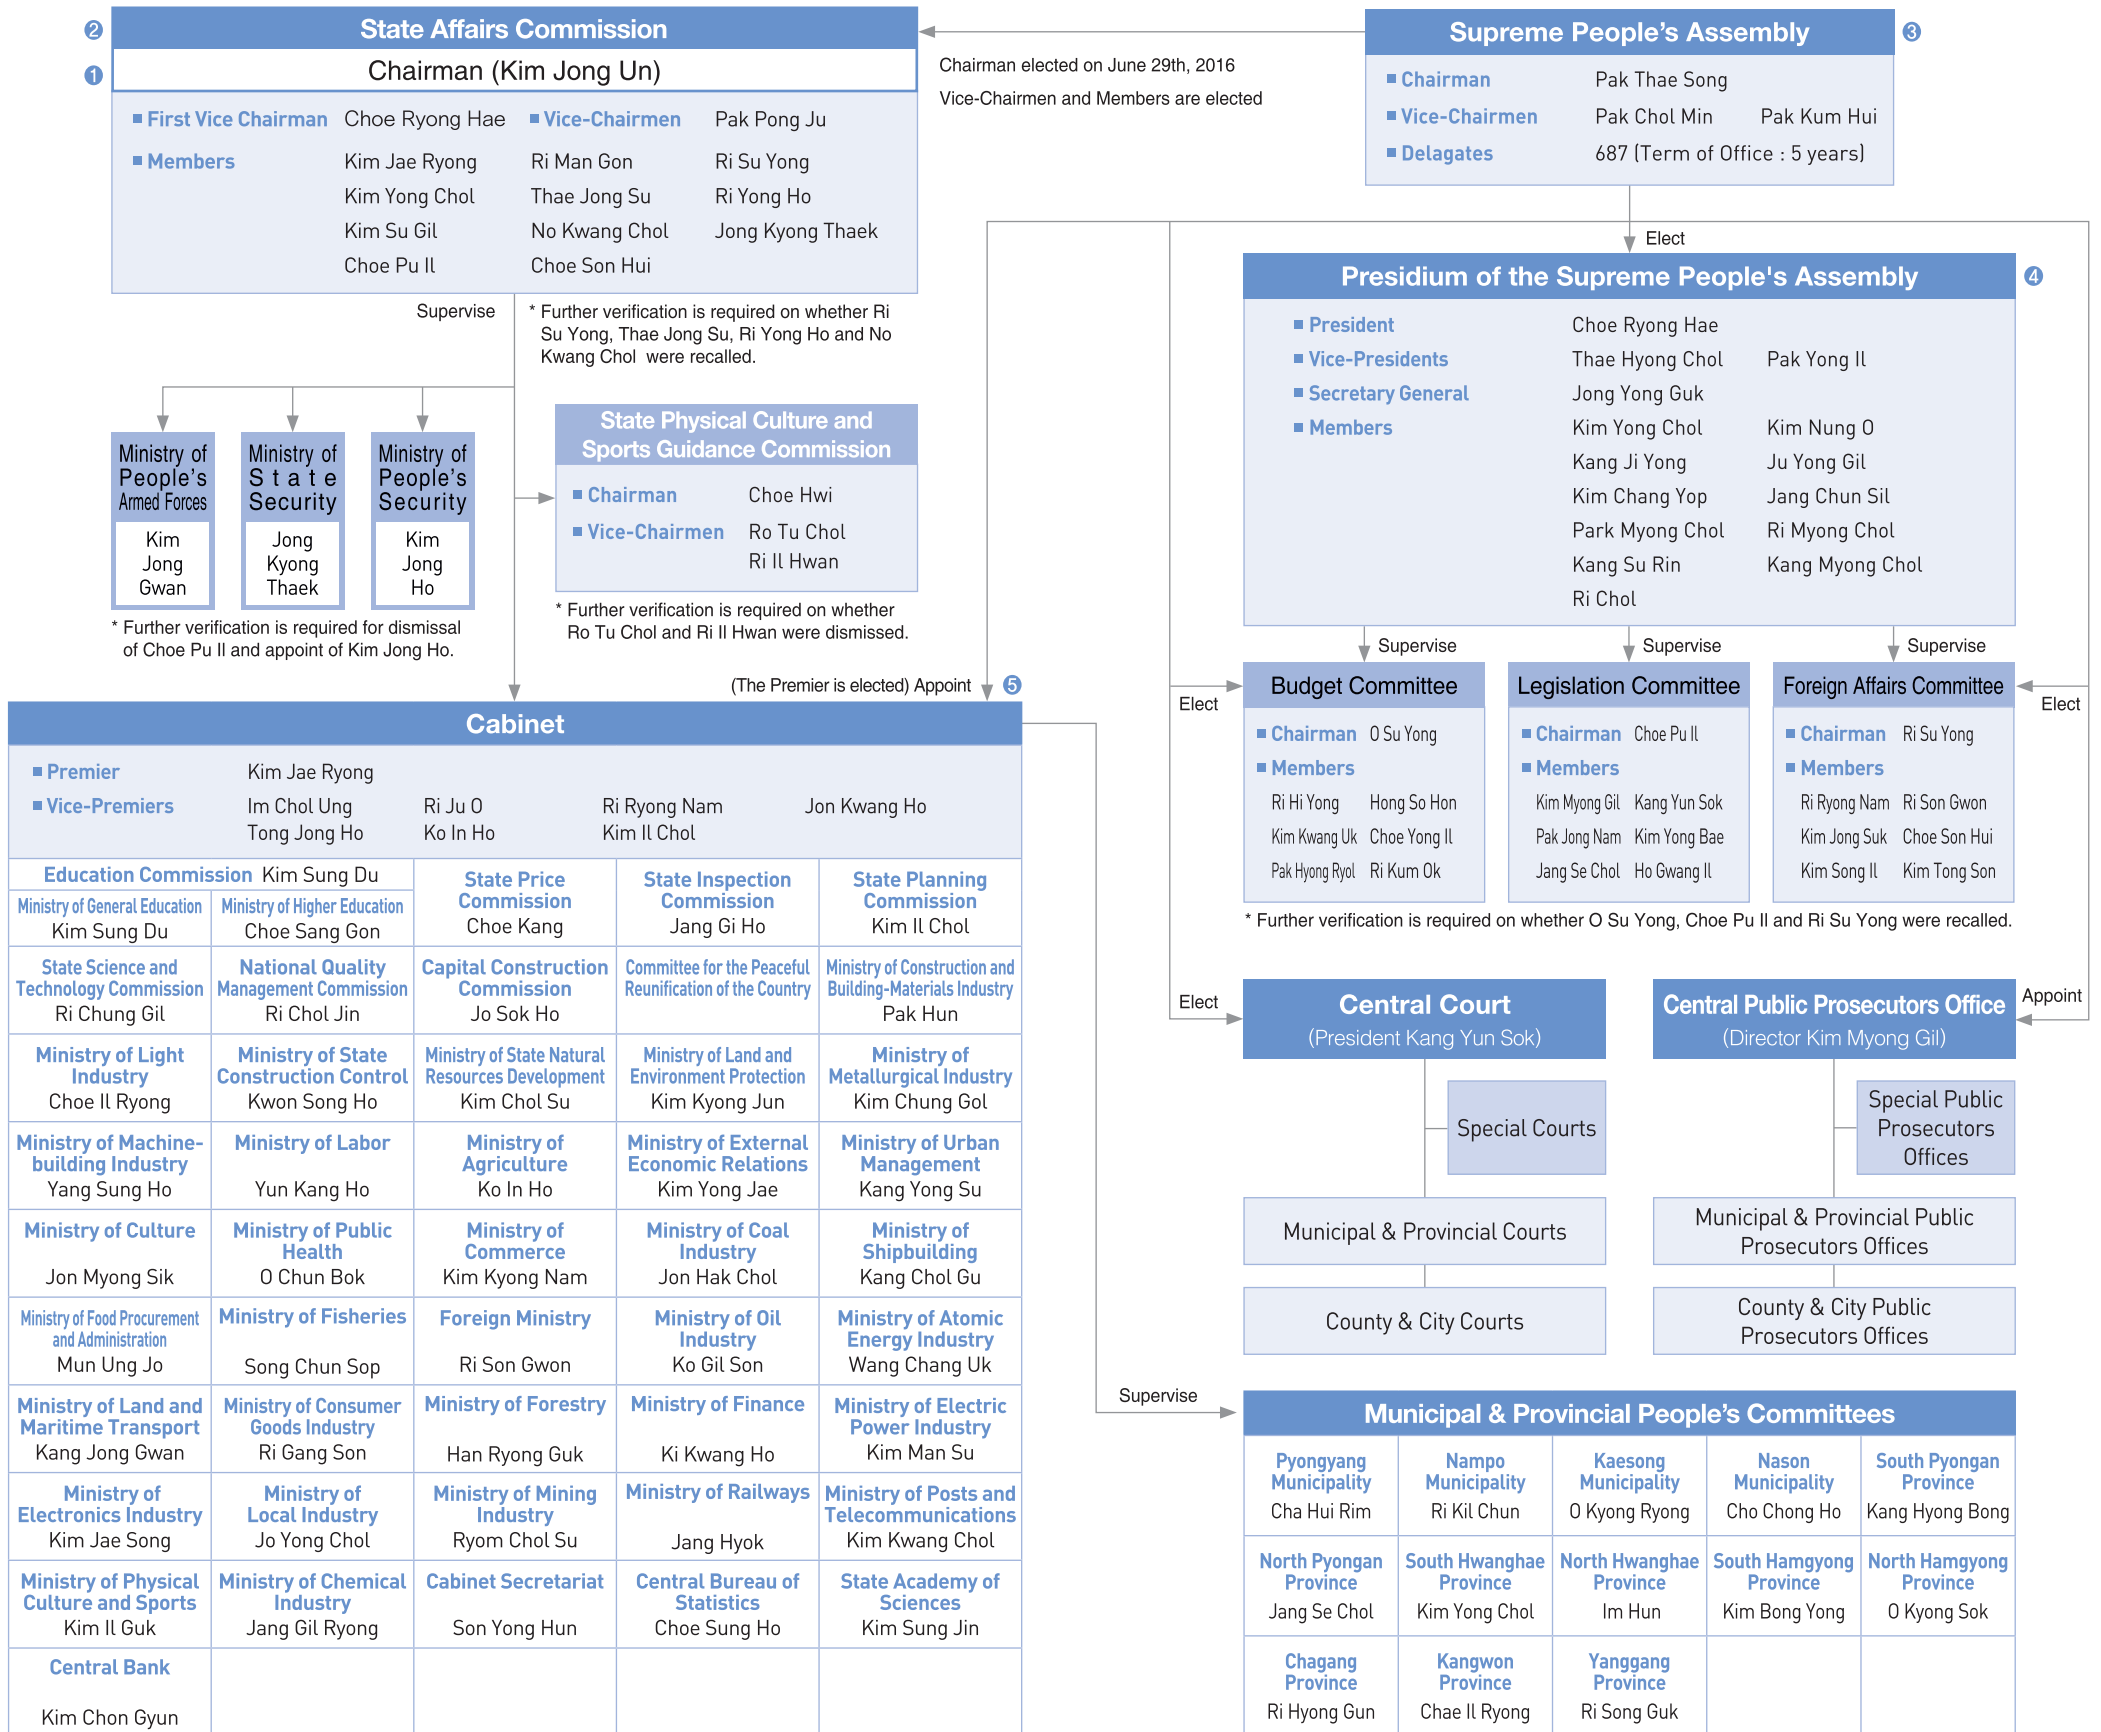 ❷ State Affairs Commission
❶ Chairman (Kim Jong Un)
First Vice Chairman Choe Ryong Hae Vice-Chairmen Pak Pong Ju
Members Kim Jae Ryong Ri Man Gon Ri Su Yong
Kim Yong Chol Thae Jong Su Ri Yong Ho
Kim Su Gil No Kwang Chol Jong Kyong Thaek
Choe Pu Il Choe Son Hui
Chairman elected on June 29th, 2016
Vice-Chairmen and Members are elected
Supreme People's Assembly ❸
Chairman Pak Thae Song
Vice-Chairmen Pak Chol Min Pak Kum Hui
Delagates 687 (Term of Office : 5 years)
Elect
Supervise
* Further verification is required on whether Ri
Su Yong, Thae Jong Su, Ri Yong Ho and No
Kwang Chol were recalled.
Ministry of
People's
Armed Forces
Kim
Jong
Gwan
Ministry of
State
Security
Jong
Kyong
Thaek
Ministry of
People's
Security
Kim
Jong
Ho
* Further verification is required for dismissal
of Choe Pu Il and appoint of Kim Jong Ho.
State Physical Culture and
Sports Guidance Commission
Chairman Choe Hwi
Vice-Chairmen Ro Tu Chol
Ri Il Hwan
* Further verification is required on whether
Ro Tu Chol and Ri Il Hwan were dismissed.
Presidium of the Supreme People's Assembly ❹
President Choe Ryong Hae
Vice-Presidents Thae Hyong Chol Pak Yong Il
Secretary General Jong Yong Guk
Members Kim Yong Chol Kim Nung O
Kang Ji Yong Ju Yong Gil
Kim Chang Yop Jang Chun Sil
Park Myong Chol Ri Myong Chol
Kang Su Rin Kang Myong Chol
Ri Chol
Supervise Supervise Supervise
Elect
Elect
Budget Committee
Chairman O Su Yong
Members
Ri Hi Yong Hong So Hon
Kim Kwang Uk Choe Yong Il
Pak Hyong Ryol Ri Kum Ok
Legislation Committee
Chairman Choe Pu Il
Members
Kim Myong Gil Kang Yun Sok
Pak Jong Nam Kim Yong Bae
Jang Se Chol Ho Gwang Il
Foreign Affairs Committee
Chairman Ri Su Yong
Members
Ri Ryong Nam Ri Son Gwon
Kim Jong Suk Choe Son Hui
Kim Song Il Kim Tong Son
* Further verification is required on whether O Su Yong, Choe Pu Il and Ri Su Yong were recalled.
(The Premier is elected) Appoint ❺
Cabinet
Premier Kim Jae Ryong
Vice-Premiers Im Chol Ung Ri Ju O Ri Ryong Nam Jon Kwang Ho
Tong Jong Ho Ko In Ho Kim Il Chol
Education Commission Kim Sung Du
Ministry of General Education
Kim Sung Du
Ministry of Higher Education
Choe Sang Gon
State Price
Commission
Choe Kang
State Inspection
Commission
Jang Gi Ho
State Planning
Commission
Kim Il Chol
State Science and
Technology Commission
Ri Chung Gil
National Quality
Management Commission
Ri Chol Jin
Capital Construction
Commission
Jo Sok Ho
Committee for the Peaceful
Reunification of the Country
Ministry of Construction and
Building-Materials Industry
Pak Hun
Ministry of Light
Industry
Choe Il Ryong
Ministry of State
Construction Control
Kwon Song Ho
Ministry of State Natural
Resources Development
Kim Chol Su
Ministry of Land and
Environment Protection
Kim Kyong Jun
Ministry of
Metallurgical Industry
Kim Chung Gol
Ministry of Machine-
building Industry
Yang Sung Ho
Ministry of Labor
Yun Kang Ho
Ministry of
Agriculture
Ko In Ho
Ministry of External
Economic Relations
Kim Yong Jae
Ministry of Urban
Management
Kang Yong Su
Ministry of Culture
Jon Myong Sik
Ministry of Public
Health
O Chun Bok
Ministry of
Commerce
Kim Kyong Nam
Ministry of Coal
Industry
Jon Hak Chol
Ministry of
Shipbuilding
Kang Chol Gu
Ministry of Food Procurement
and Administration
Mun Ung Jo
Ministry of Fisheries
Song Chun Sop
Foreign Ministry
Ri Son Gwon
Ministry of Oil
Industry
Ko Gil Son
Ministry of Atomic
Energy Industry
Wang Chang Uk
Ministry of Land and
Maritime Transport
Kang Jong Gwan
Ministry of Consumer
Goods Industry
Ri Gang Son
Ministry of Forestry
Han Ryong Guk
Ministry of Finance
Ki Kwang Ho
Ministry of Electric
Power Industry
Kim Man Su
Ministry of
Electronics Industry
Kim Jae Song
Ministry of
Local Industry
Jo Yong Chol
Ministry of Mining
Industry
Ryom Chol Su
Ministry of Railways
Jang Hyok
Ministry of Posts and
Telecommunications
Kim Kwang Chol
Ministry of Physical
Culture and Sports
Kim Il Guk
Ministry of Chemical
Industry
Jang Gil Ryong
Cabinet Secretariat
Son Yong Hun
Central Bureau of
Statistics
Choe Sung Ho
State Academy of
Sciences
Kim Sung Jin
Central Bank
Kim Chon Gyun
Elect
Central Court
(President Kang Yun Sok)
Special Courts
Municipal & Provincial Courts
County & City Courts
Appoint
Central Public Prosecutors Office
(Director Kim Myong Gil)
Special Public
Prosecutors
Offices
Municipal & Provincial Public
Prosecutors Offices
County & City Public
Prosecutors Offices
Supervise
Municipal & Provincial People's Committees
Pyongyang
Municipality
Cha Hui Rim
Nampo
Municipality
Ri Kil Chun
Kaesong
Municipality
O Kyong Ryong
Nason
Municipality
Cho Chong Ho
South Pyongan
Province
Kang Hyong Bong
North Pyongan
Province
Jang Se Chol
South Hwanghae
Province
Kim Yong Chol
North Hwanghae
Province
Im Hun
South Hamgyong
Province
Kim Bong Yong
North Hamgyong
Province
O Kyong Sok
Chagang
Province
Ri Hyong Gun
Kangwon
Province
Chae Il Ryong
Yanggang
Province
Ri Song Guk